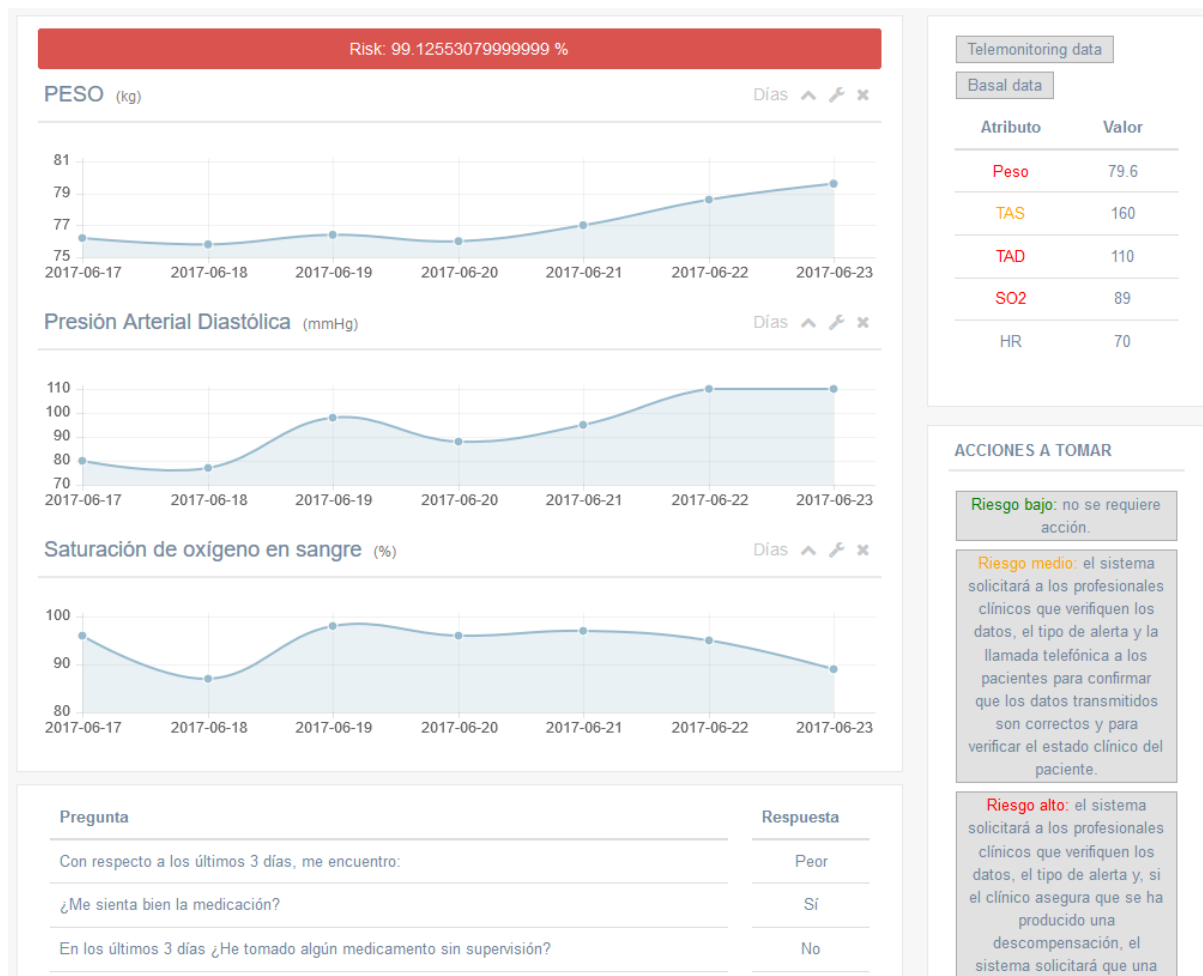 Risk: 99.12553079999999 %
PESO (kg)
Días
81
79
77
75
2017-06-17 2017-06-18 2017-06-19 2017-06-20 2017-06-21 2017-06-22 2017-06-23
Presión Arterial Diastólica (mmHg)
Días
110
100
90
80
70
2017-06-17 2017-06-18 2017-06-19 2017-06-20 2017-06-21 2017-06-22 2017-06-23
Saturación de oxígeno en sangre (%)
Días
100
90
80
2017-06-17 2017-06-18 2017-06-19 2017-06-20 2017-06-21 2017-06-22 2017-06-23
Pregunta Respuesta
Con respecto a los últimos 3 días, me encuentro: Peor
¿Me sienta bien la medicación? Sí
En los últimos 3 días ¿He tomado algún medicamento sin supervisión? No
Telemonitoring data
Basal data
Atributo Valor
Peso 79.6
TAS 160
TAD 110
SO2 89
HR 70
ACCIONES A TOMAR
Riesgo bajo: no se requiere
acción.
Riesgo medio: el sistema
solicitará a los profesionales
clínicos que verifiquen los
datos, el tipo de alerta y la
llamada telefónica a los
pacientes para confirmar
que los datos transmitidos
son correctos y para
verificar el estado clínico del
paciente.
Riesgo alto: el sistema
solicitará a los profesionales
clínicos que verifiquen los
datos, el tipo de alerta y, si
el clínico asegura que se ha
producido una
descompensación, el
sistema solicitará que una